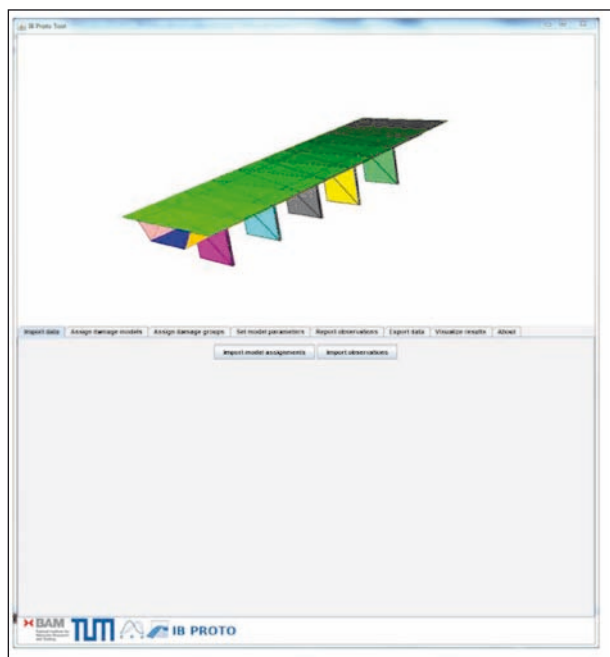 IB Proto Tool
Import data Assign damage models Assign damage groups Set model parameters Report observations Export data Visualize results About
Import model assignments Import observations
BAM
TUM
IB PROTO